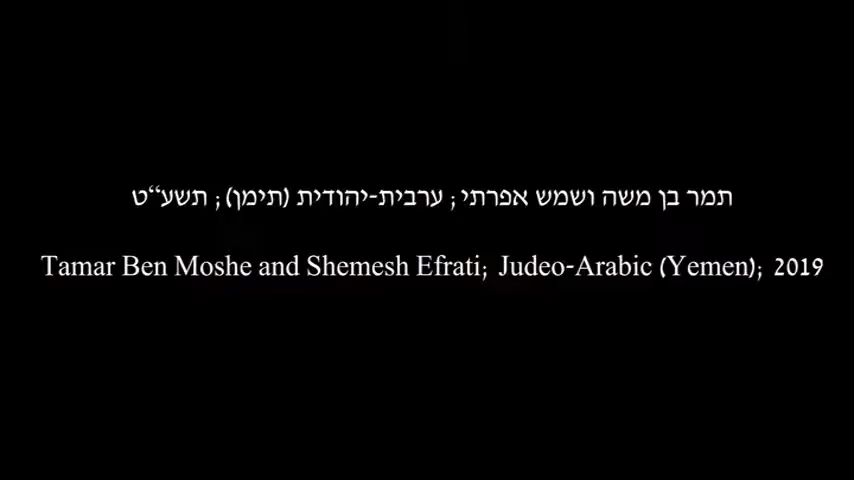 תמר בן משה ושמש אפרתי; ערבית-יהודית (תימן); תשע“ט
Tamar Ben Moshe and Shemesh Efrati; Judeo-Arabic (Yemen); 2019